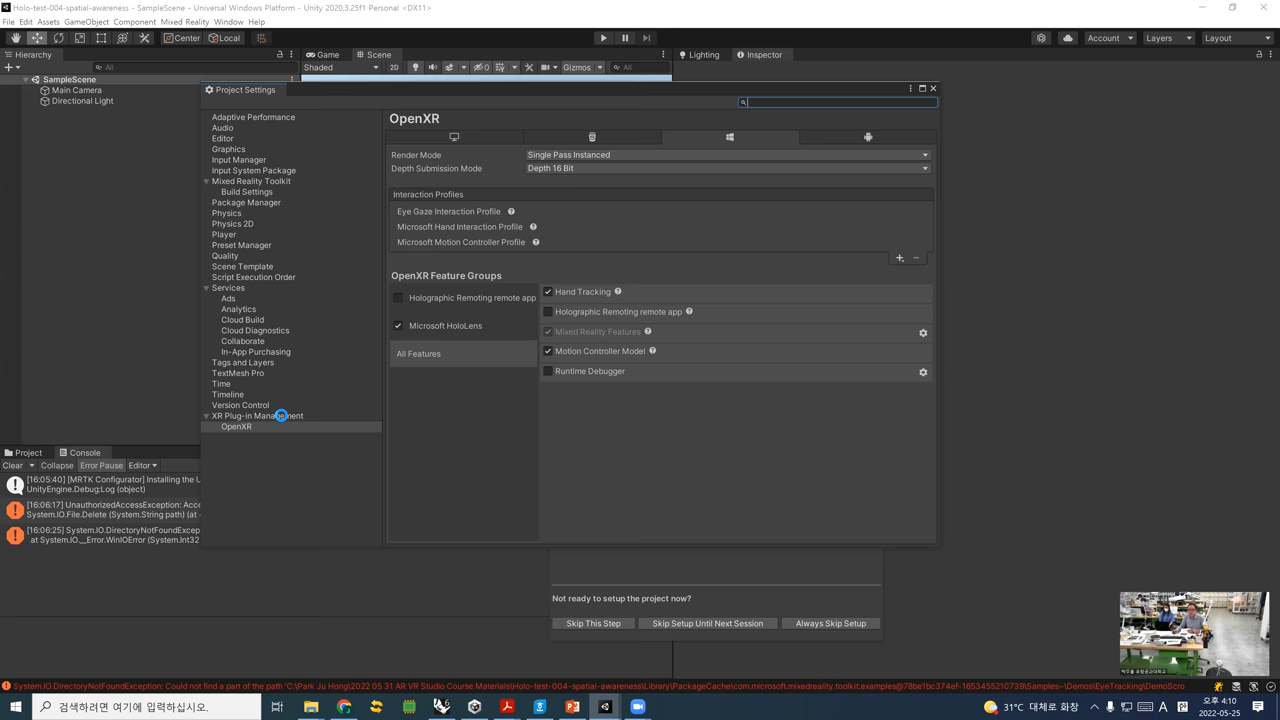 Holo-test-004-spatial-awareness - SampleScene - Universal Windows Platform - Unity 2020.3.25f1 Personal <DX11>
File Edit Assets GameObject Component Mixed Reality Window Help
Center Local Account Layers Layout
Hierarchy Game Scene Lighting Inspector
All Shaded 2D 0 Gizmos All
SampleScene
Main Camera
Directional Light
Project Settings
Adaptive Performance
Audio
Editor
Graphics
Input Manager
Input System Package
Mixed Reality Toolkit
Build Settings
Package Manager
Physics
Physics 2D
Player
Preset Manager
Quality
Scene Template
Script Execution Order
Services
Ads
Analytics
Cloud Build
Cloud Diagnostics
Collaborate
In-App Purchasing
Tags and Layers
TextMesh Pro
Time
Timeline
Version Control
XR Plug-in Management
OpenXR
OpenXR
Render Mode Single Pass Instanced
Depth Submission Mode Depth 16 Bit
Interaction Profiles
Eye Gaze Interaction Profile
Microsoft Hand Interaction Profile
Microsoft Motion Controller Profile
OpenXR Feature Groups
Holographic Remoting remote app
Microsoft HoloLens
All Features
Hand Tracking
Holographic Remoting remote app
Mixed Reality Features
Motion Controller Model
Runtime Debugger
Project Console
Clear Collapse Error Pause Editor
[16:05:40] [MRTK Configurator] Installing the U
UnityEngine.Debug:Log (object)
[16:06:17] UnauthorizedAccessException: Acce
System.IO.File.Delete (System.String path) (at
[16:06:25] System.IO.DirectoryNotFoundExcep
at System.IO.__Error.WinIOError (System.Int32
Not ready to setup the project now?
Skip This Step Skip Setup Until Next Session Always Skip Setup
System.IO.DirectoryNotFoundException: Could not find a part of the path 'C:\Park Ju Hong\2022 05 31 AR VR Studio Course Materials\Holo-test-004-spatial-awareness\Library\PackageCache\com.microsoft.mixedreality.toolkit.examples@78be1bc374ef-1653455210739\Samples~\Demos\EyeTracking\DemoScro
검색하려면 여기에 입력하십시오.
31°C 대체로 화창 A 오후 4:10
2022-05-25